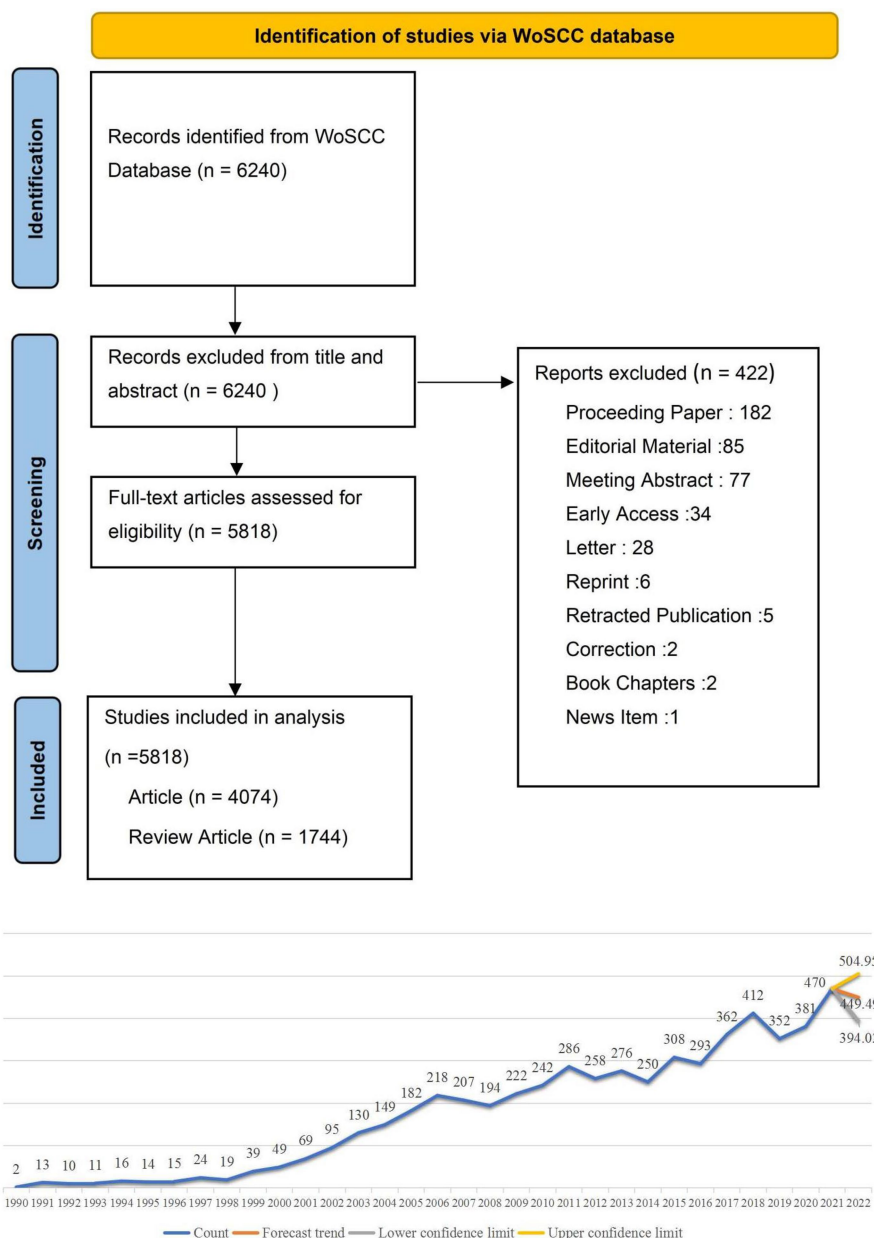 Identification of studies via WoSCC database
Identification
Records identified from WoSCC
Database (n = 6240)
Screening
Records excluded from title and
abstract (n = 6240 )
Reports excluded (n = 422)
Proceeding Paper : 182
Editorial Material :85
Meeting Abstract : 77
Early Access :34
Letter : 28
Reprint :6
Retracted Publication :5
Correction :2
Book Chapters :2
News Item :1
Full-text articles assessed for
eligibility (n = 5818)
Included
Studies included in analysis
(n =5818)
Article (n = 4074)
Review Article (n = 1744)
2 13 10 11 16 14 15 24 19 39 49 69 95 130 149 182 218 207 194 222 242 286 258 276 250 308 293 362 412 352 381 470
504.95
449.49
394.02
1990 1991 1992 1993 1994 1995 1996 1997 1998 1999 2000 2001 2002 2003 2004 2005 2006 2007 2008 2009 2010 2011 2012 2013 2014 2015 2016 2017 2018 2019 2020 2021 2022
Count Forecast trend Lower confidence limit Upper confidence limit